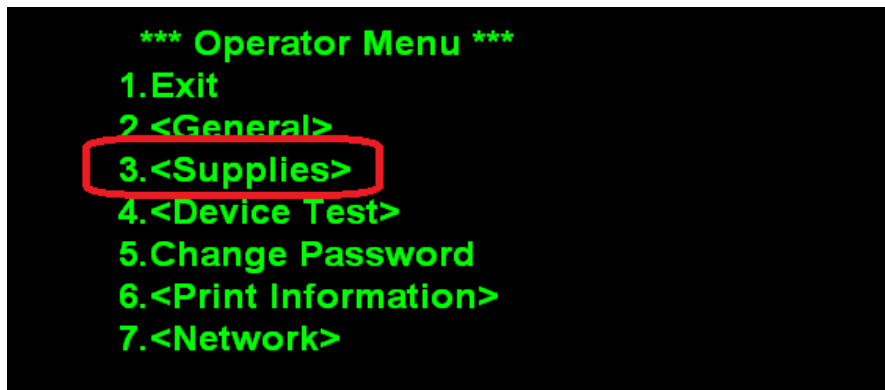 *** Operator Menu ***
1.Exit
2.<General>
3.<Supplies>
4.<Device Test>
5.Change Password
6.<Print Information>
7.<Network>